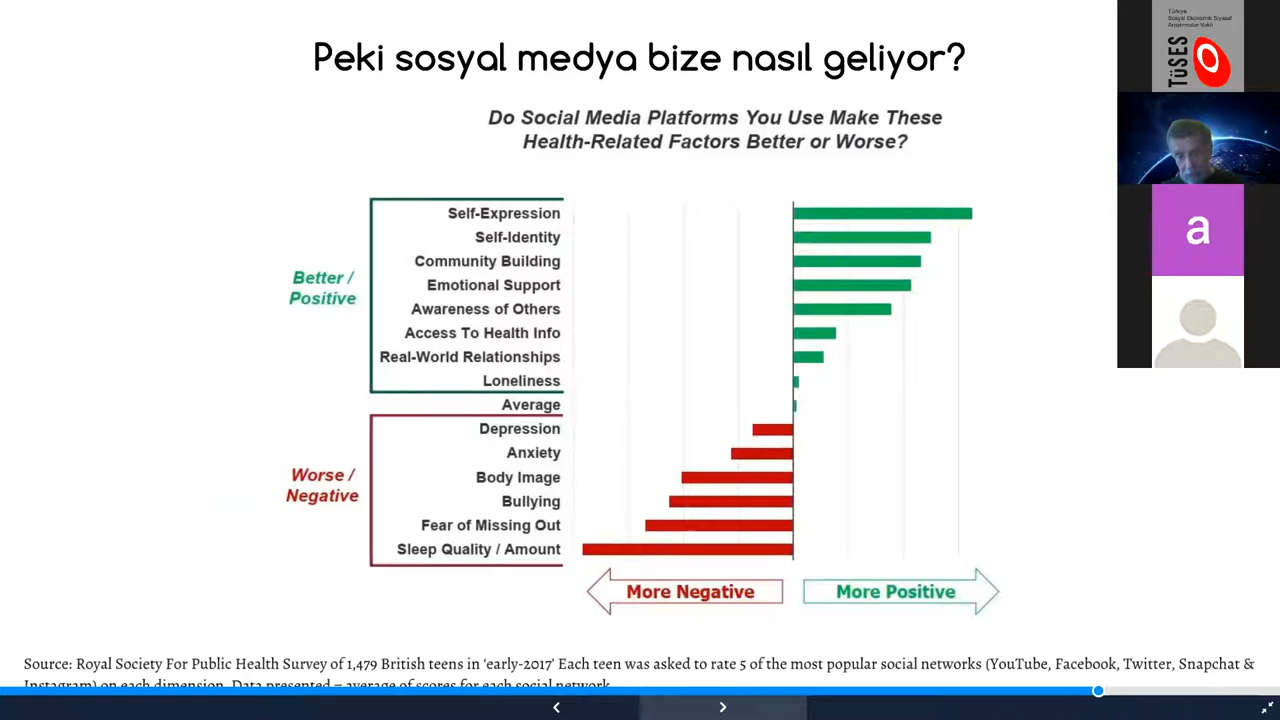 Peki sosyal medya bize nasıl geliyor?
Do Social Media Platforms You Use Make These
Health-Related Factors Better or Worse?
Better /
Positive
Self-Expression
Self-Identity
Community Building
Emotional Support
Awareness of Others
Access To Health Info
Real-World Relationships
Loneliness
Average
Worse /
Negative
Depression
Anxiety
Body Image
Bullying
Fear of Missing Out
Sleep Quality / Amount
More Negative
More Positive
Source: Royal Society For Public Health Survey of 1,479 British teens in ‘early-2017’ Each teen was asked to rate 5 of the most popular social networks (YouTube, Facebook, Twitter, Snapchat &
Instagram) on each dimension. Data presented = average of scores for each social network.
Türkiye
Sosyal Ekonomik Siyasal
Araştırmalar Vakfı
TüSES
a